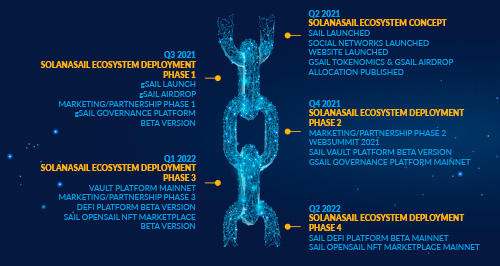 Q2 2021
SOLANASAIL ECOSYSTEM CONCEPT
SAIL LAUNCHED
SOCIAL NETWORKS LAUNCHED
WEBSITE LAUNCHED
GSAIL TOKENOMICS & GSAIL AIRDROP
ALLOCATION PUBLISHED
Q3 2021
SOLANASAIL ECOSYSTEM DEPLOYMENT
PHASE 1
gSAIL LAUNCH
gSAIL AIRDROP
MARKETING/PARTNERSHIP PHASE 1
gSAIL GOVERNANCE PLATFORM
BETA VERSION
Q4 2021
SOLANASAIL ECOSYSTEM DEPLOYMENT
PHASE 2
MARKETING/PARTNERSHIP PHASE 2
WEBSUMMIT 2021
SAIL VAULT PLATFORM BETA VERSION
GSAIL GOVERNANCE PLATFORM MAINNET
Q1 2022
SOLANASAIL ECOSYSTEM DEPLOYMENT
PHASE 3
VAULT PLATFORM MAINNET
MARKETING/PARTNERSHIP PHASE 3
DEFI PLATFORM BETA VERSION
SAIL OPENSAIL NFT MARKETPLACE
BETA VERSION
Q2 2022
SOLANASAIL ECOSYSTEM DEPLOYMENT
PHASE 4
SAIL DEFI PLATFORM BETA MAINNET
SAIL OPENSAIL NFT MARKETPLACE MAINNET